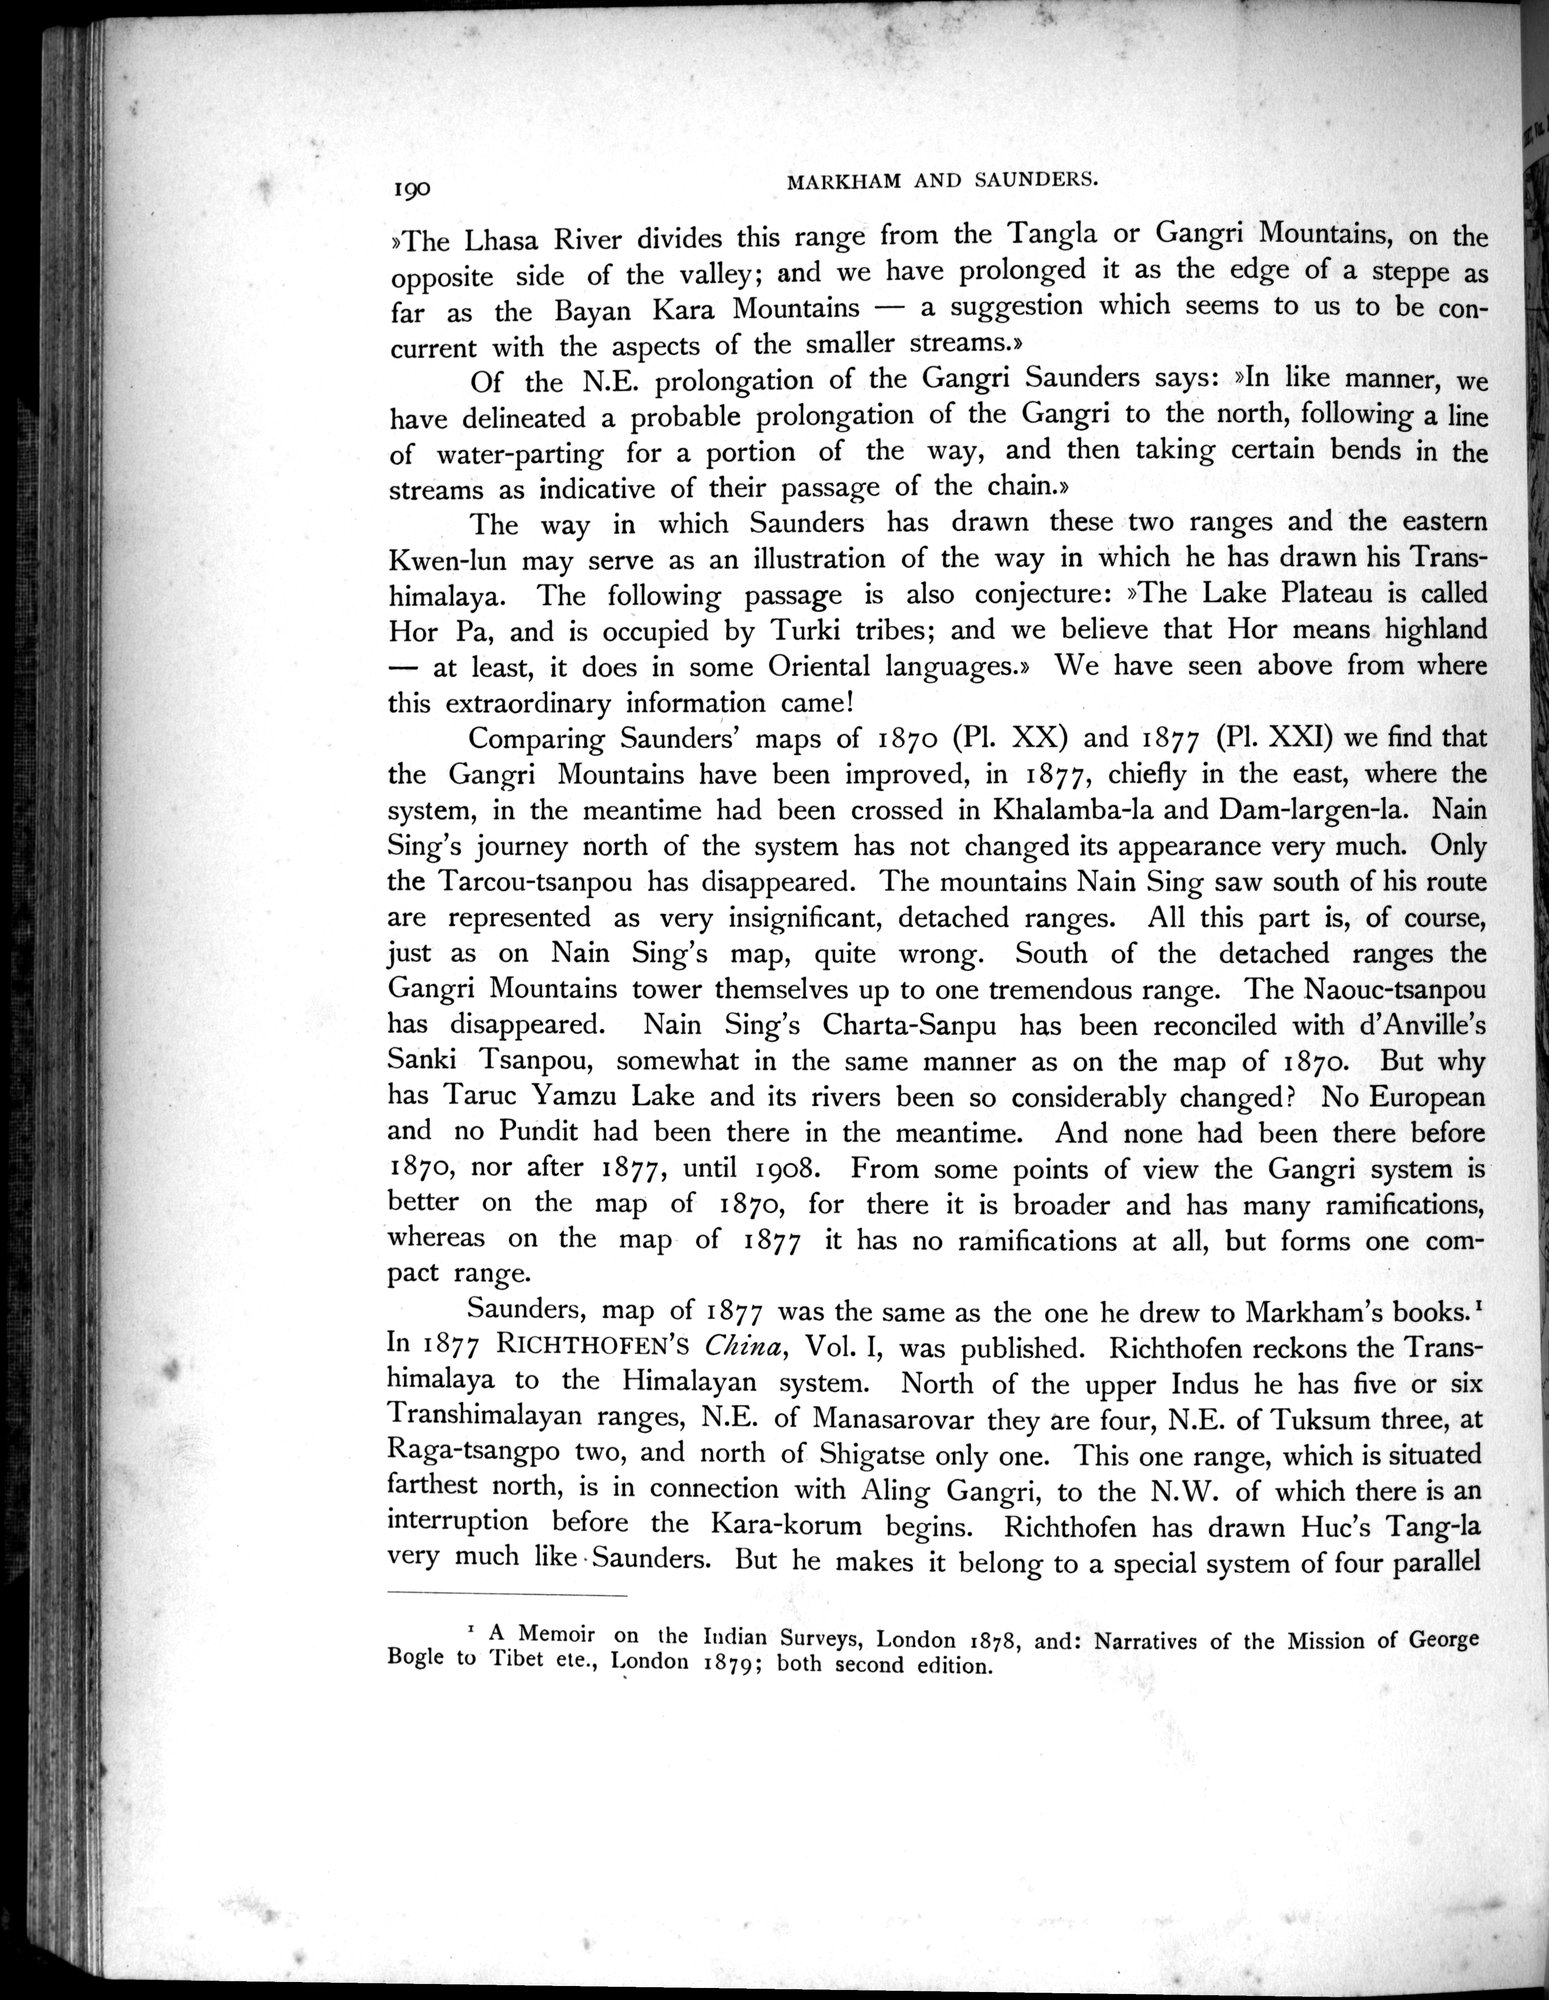 190
MARKHAM AND SAUNDERS.
»The Lhasa River divides this range from the Tangla or Gangri Mountains, on the
opposite side of the valley; and we have prolonged it as the edge of a steppe as
far as the Bayan Kara Mountains — a suggestion which seems to us to be con-
current with the aspects of the smaller streams.»
Of the N.E. prolongation of the Gangri Saunders says: »In like manner, we
have delineated a probable prolongation of the Gangri to the north, following a line
of water-parting for a portion of the way, and then taking certain bends in the
streams as indicative of their passage of the chain.»
The way in which Saunders has drawn these two ranges and the eastern
Kwen-lun may serve as an illustration of the way in which he has drawn his Trans-
himalaya. The following passage is also conjecture: »The Lake Plateau is called
Hor Pa, and is occupied by Turki tribes; and we believe that Hor means highland
— at least, it does in some Oriental languages.» We have seen above from where
this extraordinary information came!
Comparing Saunders’ maps of 1870 (Pl. XX) and 1877 (Pl. XXI) we find that
the Gangri Mountains have been improved, in 1877, chiefly in the east, where the
system, in the meantime had been crossed in Khalamba-la and Dam-largen-la. Nain
Sing’s journey north of the system has not changed its appearance very much. Only
the Tarcou-tsanpou has disappeared. The mountains Nain Sing saw south of his route
are represented as very insignificant, detached ranges. All this part is, of course,
just as on Nain Sing’s map, quite wrong. South of the detached ranges the
Gangri Mountains tower themselves up to one tremendous range. The Naouc-tsanpou
has disappeared. Nain Sing’s Charta-Sanpu has been reconciled with d’Anville’s
Sanki Tsanpou, somewhat in the same manner as on the map of 1870. But why
has Taruc Yamzu Lake and its rivers been so considerably changed? No European
and no Pundit had been there in the meantime. And none had been there before
1870, nor after 1877, until 1908. From some points of view the Gangri system is
better on the map of 1870, for there it is broader and has many ramifications,
whereas on the map of 1877 it has no ramifications at all, but forms one com-
pact range.
Saunders, map of 1877 was the same as the one he drew to Markham’s books.¹
In 1877 RICHTHOFEN’S China, Vol. I, was published. Richthofen reckons the Trans-
himalaya to the Himalayan system. North of the upper Indus he has five or six
Transhimalayan ranges, N.E. of Manasarovar they are four, N.E. of Tuksum three, at
Raga-tsangpo two, and north of Shigatse only one. This one range, which is situated
farthest north, is in connection with Aling Gangri, to the N.W. of which there is an
interruption before the Kara-korum begins. Richthofen has drawn Huc’s Tang-la
very much like Saunders. But he makes it belong to a special system of four parallel
¹ A Memoir on the Indian Surveys, London 1878, and: Narratives of the Mission of George
Bogle to Tibet ete., London 1879; both second edition.